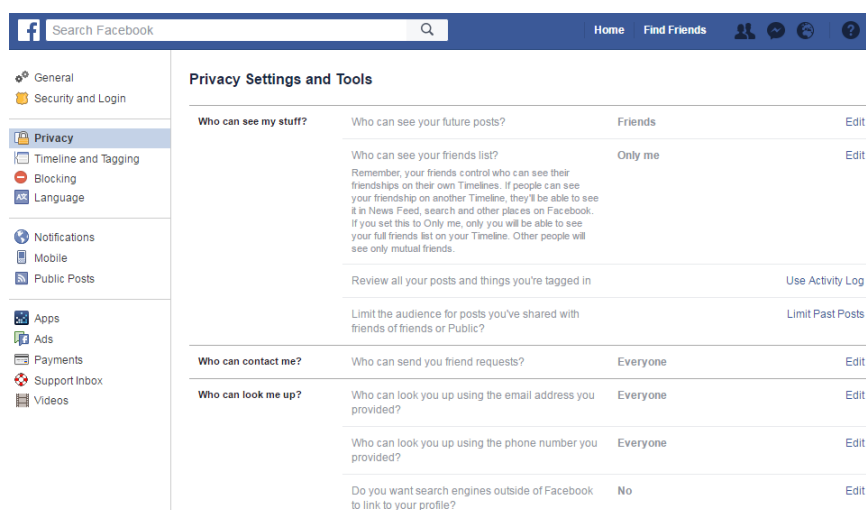 f
Search Facebook
Home Find Friends
?
General
Security and Login
Privacy
Timeline and Tagging
Blocking
Language
Notifications
Mobile
Public Posts
Apps
Ads
Payments
Support Inbox
Videos
Privacy Settings and Tools
Who can see my stuff?
Who can see your future posts? Friends Edit
Who can see your friends list? Only me Edit
Remember, your friends control who can see their
friendships on their own Timelines. If people can see
your friendship on another Timeline, they'll be able to see
it in News Feed, search and other places on Facebook.
If you set this to Only me, only you will be able to see
your full friends list on your Timeline. Other people will
see only mutual friends.
Review all your posts and things you're tagged in Use Activity Log
Limit the audience for posts you've shared with Limit Past Posts
friends of friends or Public?
Who can contact me? Who can send you friend requests? Everyone Edit
Who can look me up? Who can look you up using the email address you Everyone Edit
provided?
Who can look you up using the phone number you Everyone Edit
provided?
Do you want search engines outside of Facebook No Edit
to link to your profile?